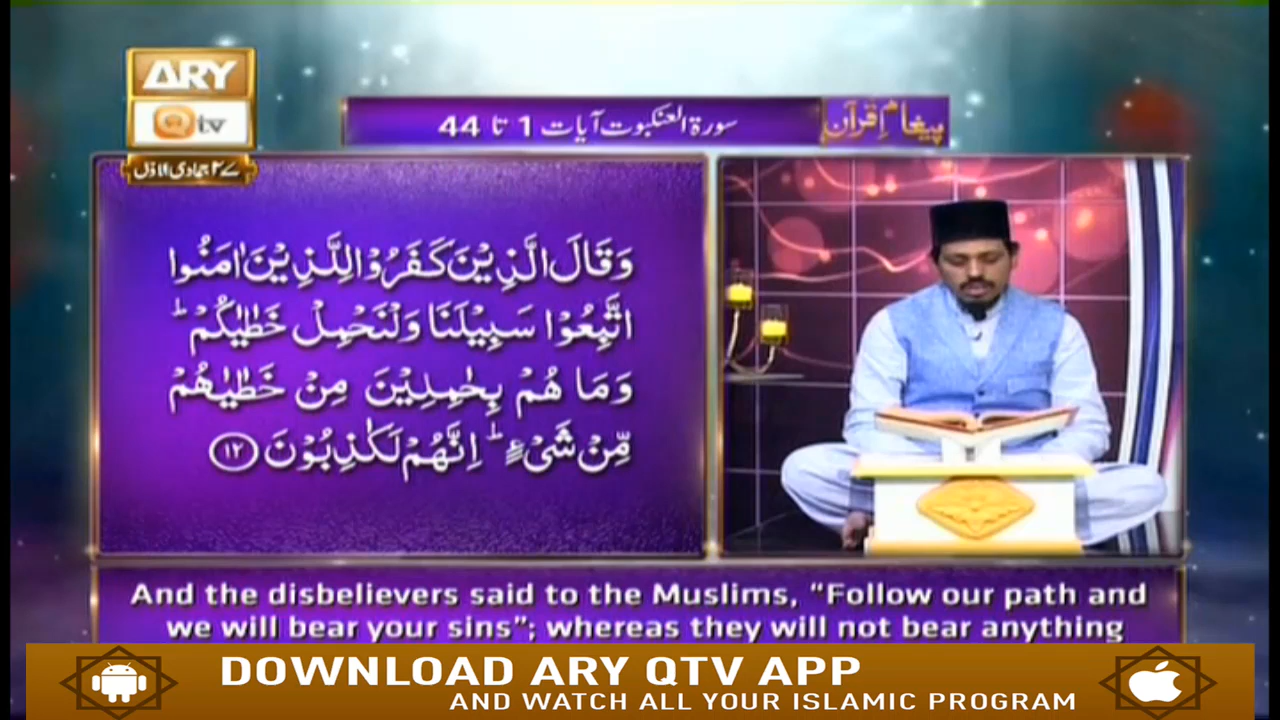 ARY
Qtv
۲۷ جمادی الاوّل
پیغامِ قرآن
سورۃ العنکبوت آیات 1 تا 44
وَقَالَ الَّذِيْنَ كَفَرُوْا لِلَّذِيْنَ اٰمَنُوا
اتَّبِعُوْا سَبِيْلَنَا وَلْنَحْمِلْ خَطٰيٰكُمْ ؕ
وَمَا هُمْ بِحٰمِلِيْنَ مِنْ خَطٰيٰهُمْ
مِّنْ شَيْءٍ ؕ اِنَّهُمْ لَكٰذِبُوْنَ ۱۲
And the disbelievers said to the Muslims, “Follow our path and
we will bear your sins”; whereas they will not bear anything
DOWNLOAD ARY QTV APP
AND WATCH ALL YOUR ISLAMIC PROGRAM